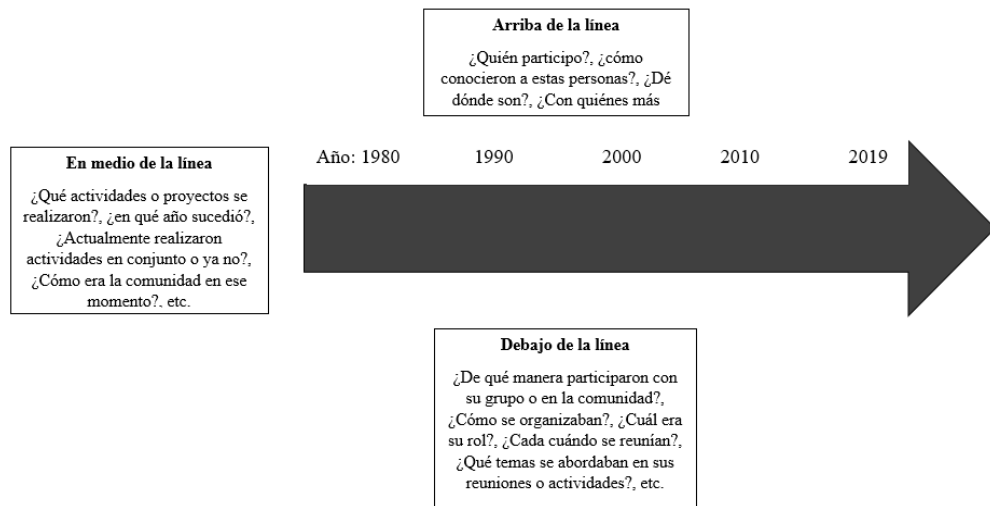 Arriba de la línea
¿Quién participo?, ¿cómo
conocieron a estas personas?, ¿Dé
dónde son?, ¿Con quiénes más
En medio de la línea
¿Qué actividades o proyectos se
realizaron?, ¿en qué año sucedió?,
¿Actualmente realizaron
actividades en conjunto o ya no?,
¿Cómo era la comunidad en ese
momento?, etc.
Año: 1980 1990 2000 2010 2019
Debajo de la línea
¿De qué manera participaron con
su grupo o en la comunidad?,
¿Cómo se organizaban?, ¿Cuál era
su rol?, ¿Cada cuándo se reunían?,
¿Qué temas se abordaban en sus
reuniones o actividades?, etc.